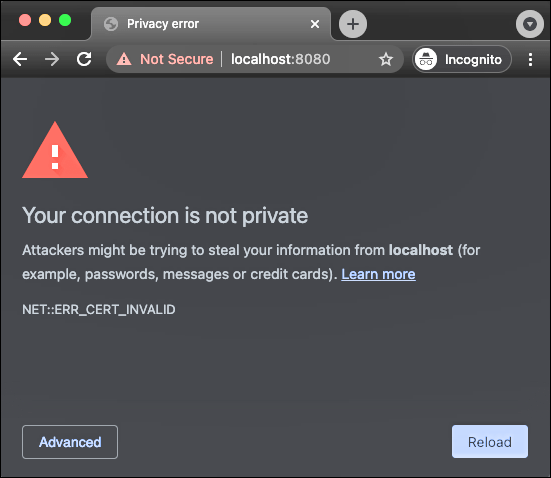 Privacy error
Not Secure | localhost:8080
Incognito
Your connection is not private
Attackers might be trying to steal your information from localhost (for
example, passwords, messages or credit cards). Learn more
NET::ERR_CERT_INVALID
Advanced
Reload